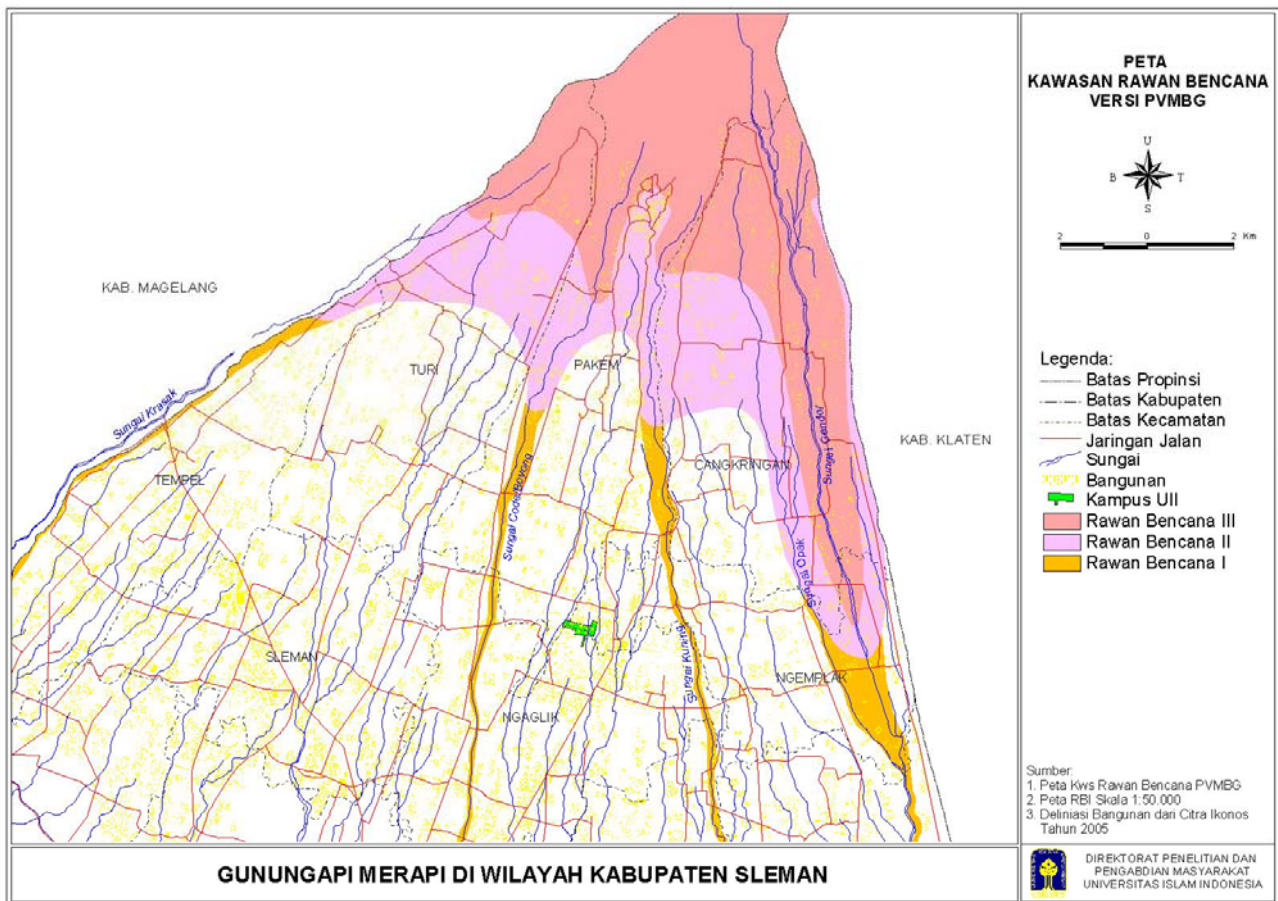 PETA
KAWASAN RAWAN BENCANA
VERSI PVMBG
U
B
T
S
2
0
2 Km
KAB. MAGELANG
TURI
PAKEM
Sungai Krasak
KAB. KLATEN
TEMPEL
CANGKRINGAN
Sungai Code/Boyong
Sungai Gendol
Sungai Opak
Sungai Kuning
SLEMAN
NGEMPLAK
NGAGLIK
Legenda:
Batas Propinsi
Batas Kabupaten
Batas Kecamatan
Jaringan Jalan
Sungai
Bangunan
Kampus UII
Rawan Bencana III
Rawan Bencana II
Rawan Bencana I
Sumber:
1. Peta Kws Rawan Bencana PVMBG
2. Peta RBI Skala 1:50.000
3. Deliniasi Bangunan dari Citra Ikonos
Tahun 2005
GUNUNGAPI MERAPI DI WILAYAH KABUPATEN SLEMAN
DIREKTORAT PENELITIAN DAN
PENGABDIAN MASYARAKAT
UNIVERSITAS ISLAM INDONESIA